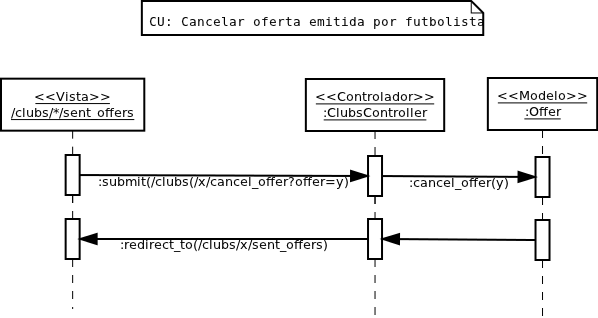 CU: Cancelar oferta emitida por futbolista
<<Vista>>
/clubs/*/sent_offers
<<Controlador>>
:ClubsController
<<Modelo>>
:Offer
:submit(/clubs(/x/cancel_offer?offer=y)
:cancel_offer(y)
:redirect_to(/clubs/x/sent_offers)